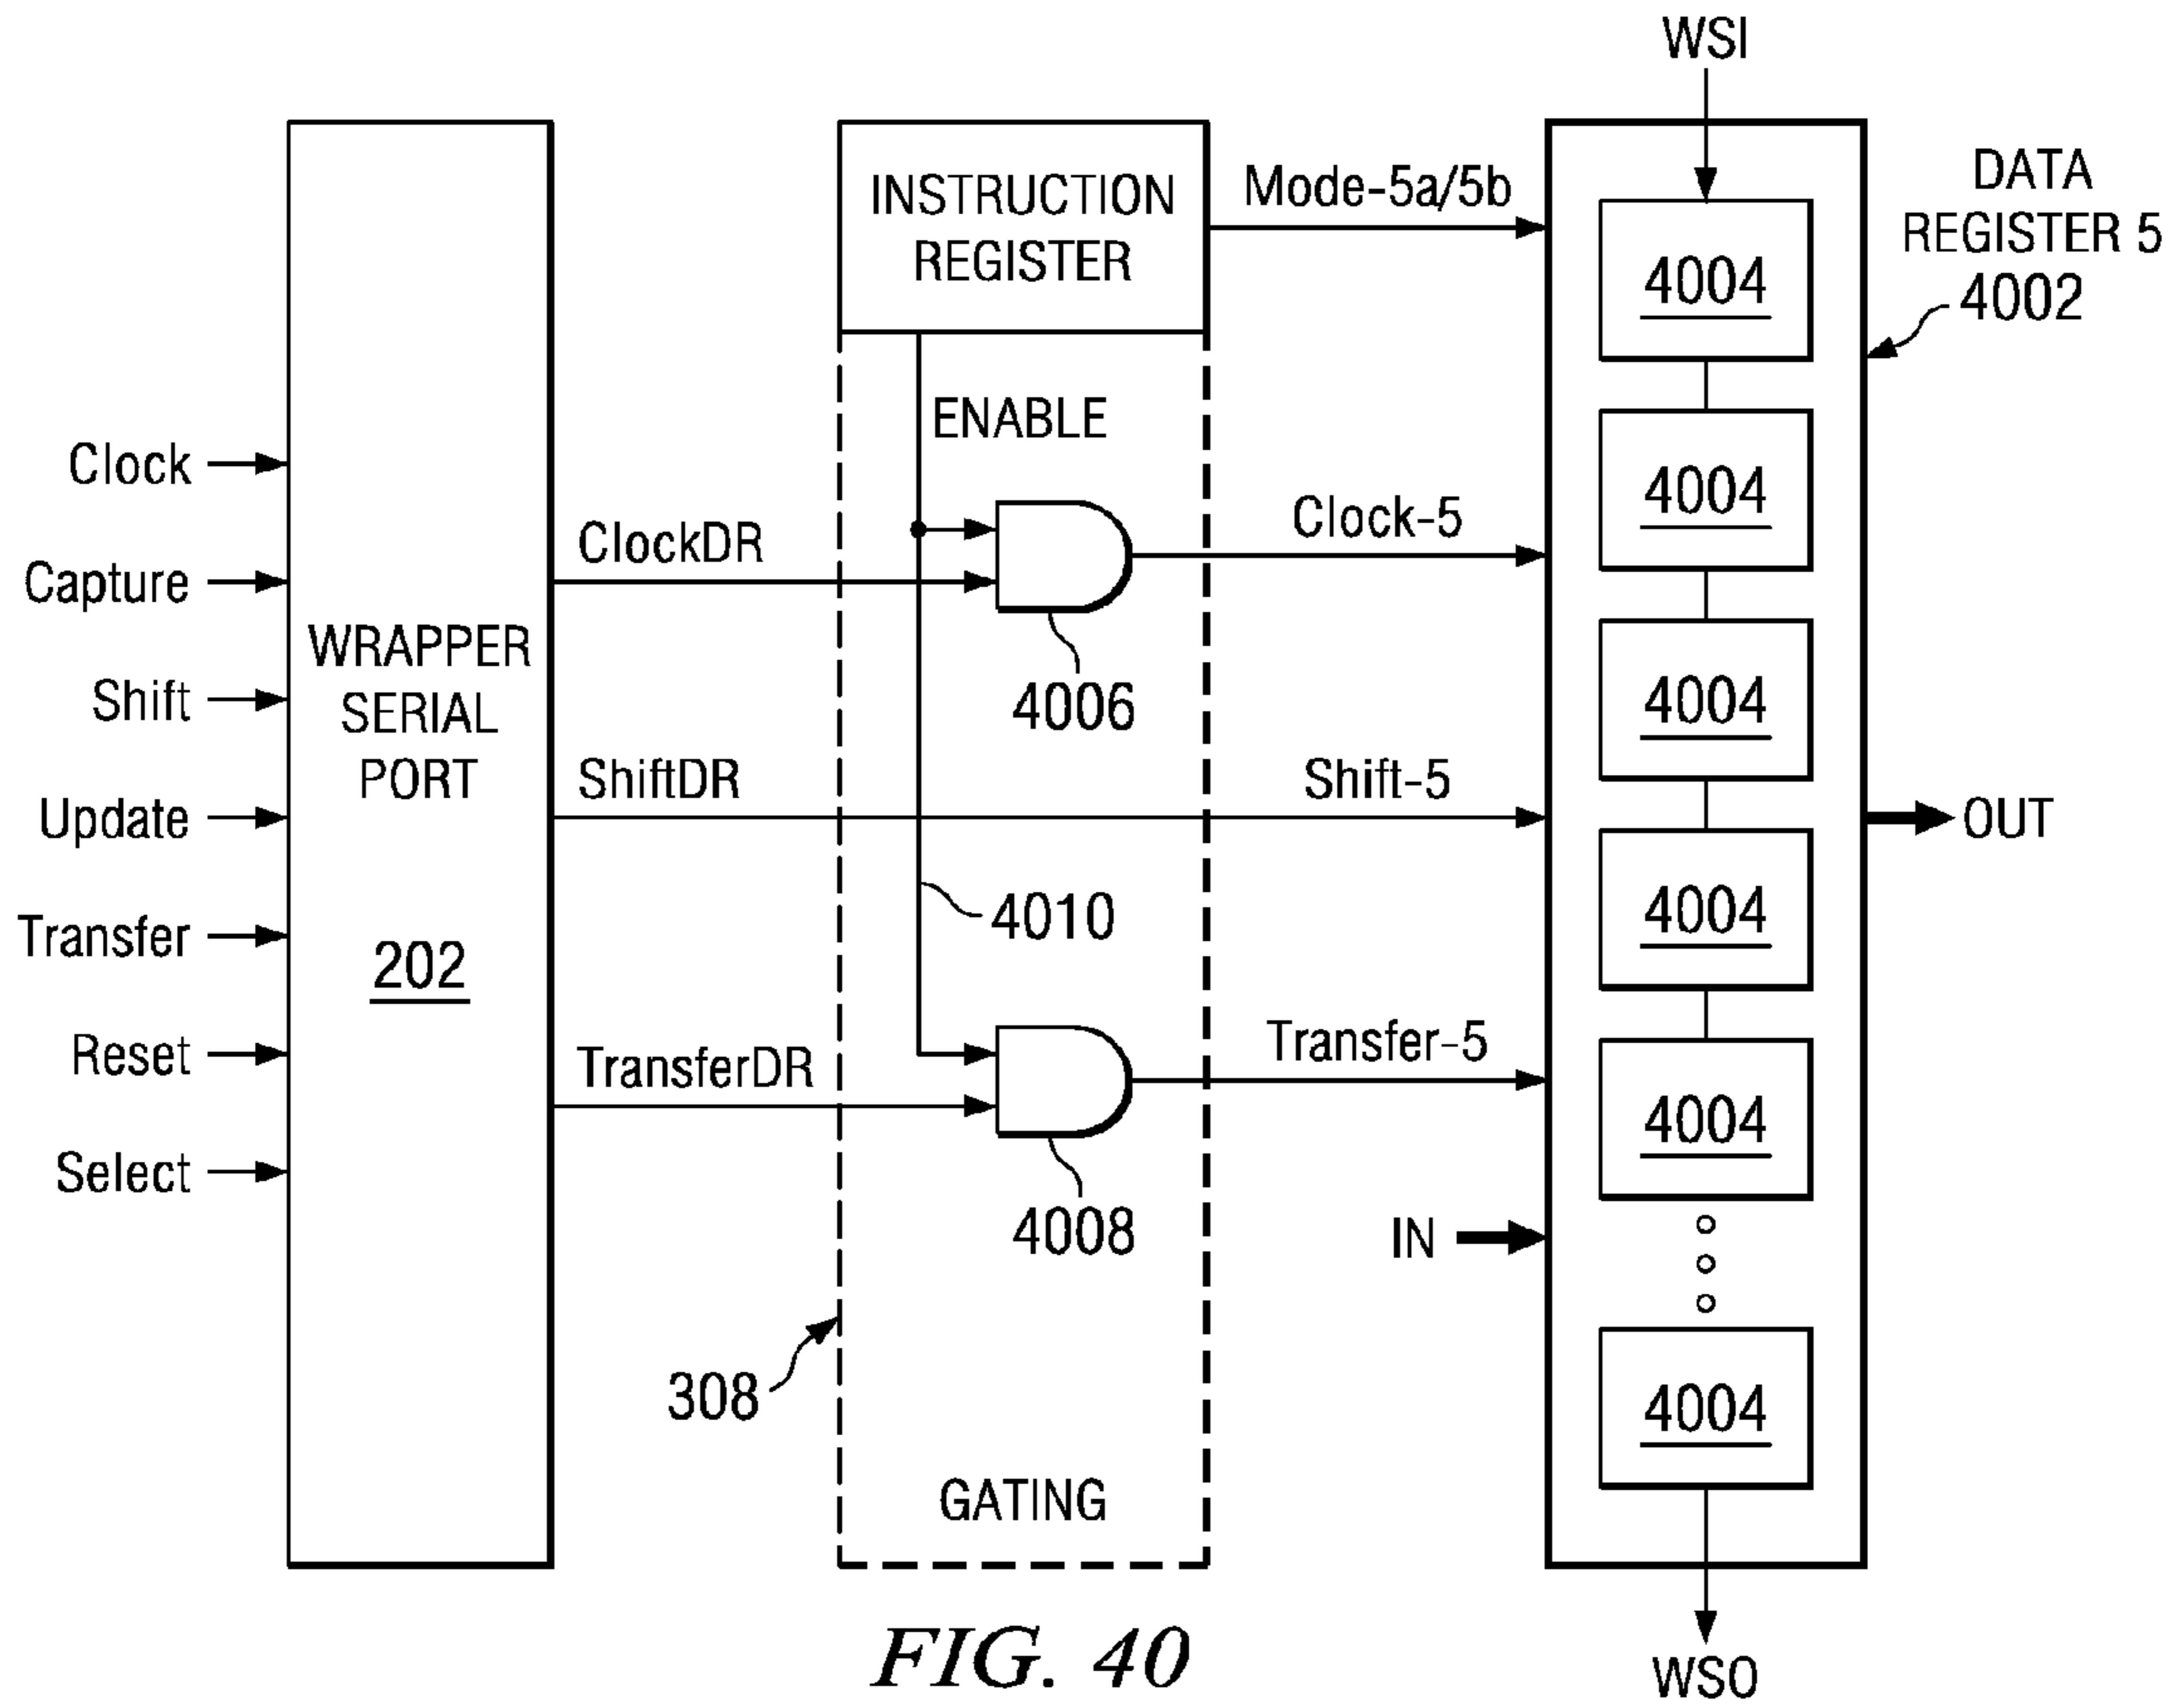 WSI
DATA
REGISTER 5
4002
INSTRUCTION
REGISTER
Mode-5a/5b
4004
ENABLE
Clock
Capture
Shift
Update
Transfer
Reset
Select
WRAPPER
SERIAL
PORT
202
ClockDR
Clock-5
4004
4006
4004
ShiftDR
Shift-5
OUT
4010
4004
TransferDR
Transfer-5
4004
4008
IN
308
4004
GATING
WSO
FIG. 40